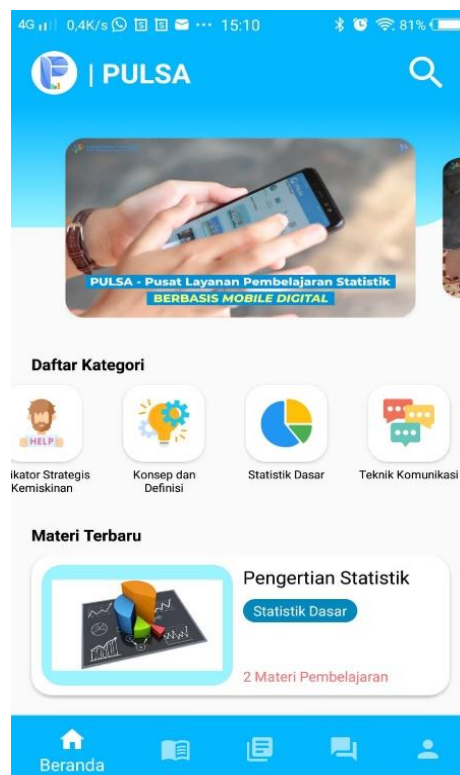 4G 0,4K/s ... 15:10 81%
| PULSA
PULSA - Pusat Layanan Pembelajaran Statistik
BERBASIS MOBILE DIGITAL
Daftar Kategori
HELP
ikator Strategis
Kemiskinan
Konsep dan
Definisi
Statistik Dasar
Teknik Komunikasi
Materi Terbaru
Pengertian Statistik
Statistik Dasar
2 Materi Pembelajaran
Beranda